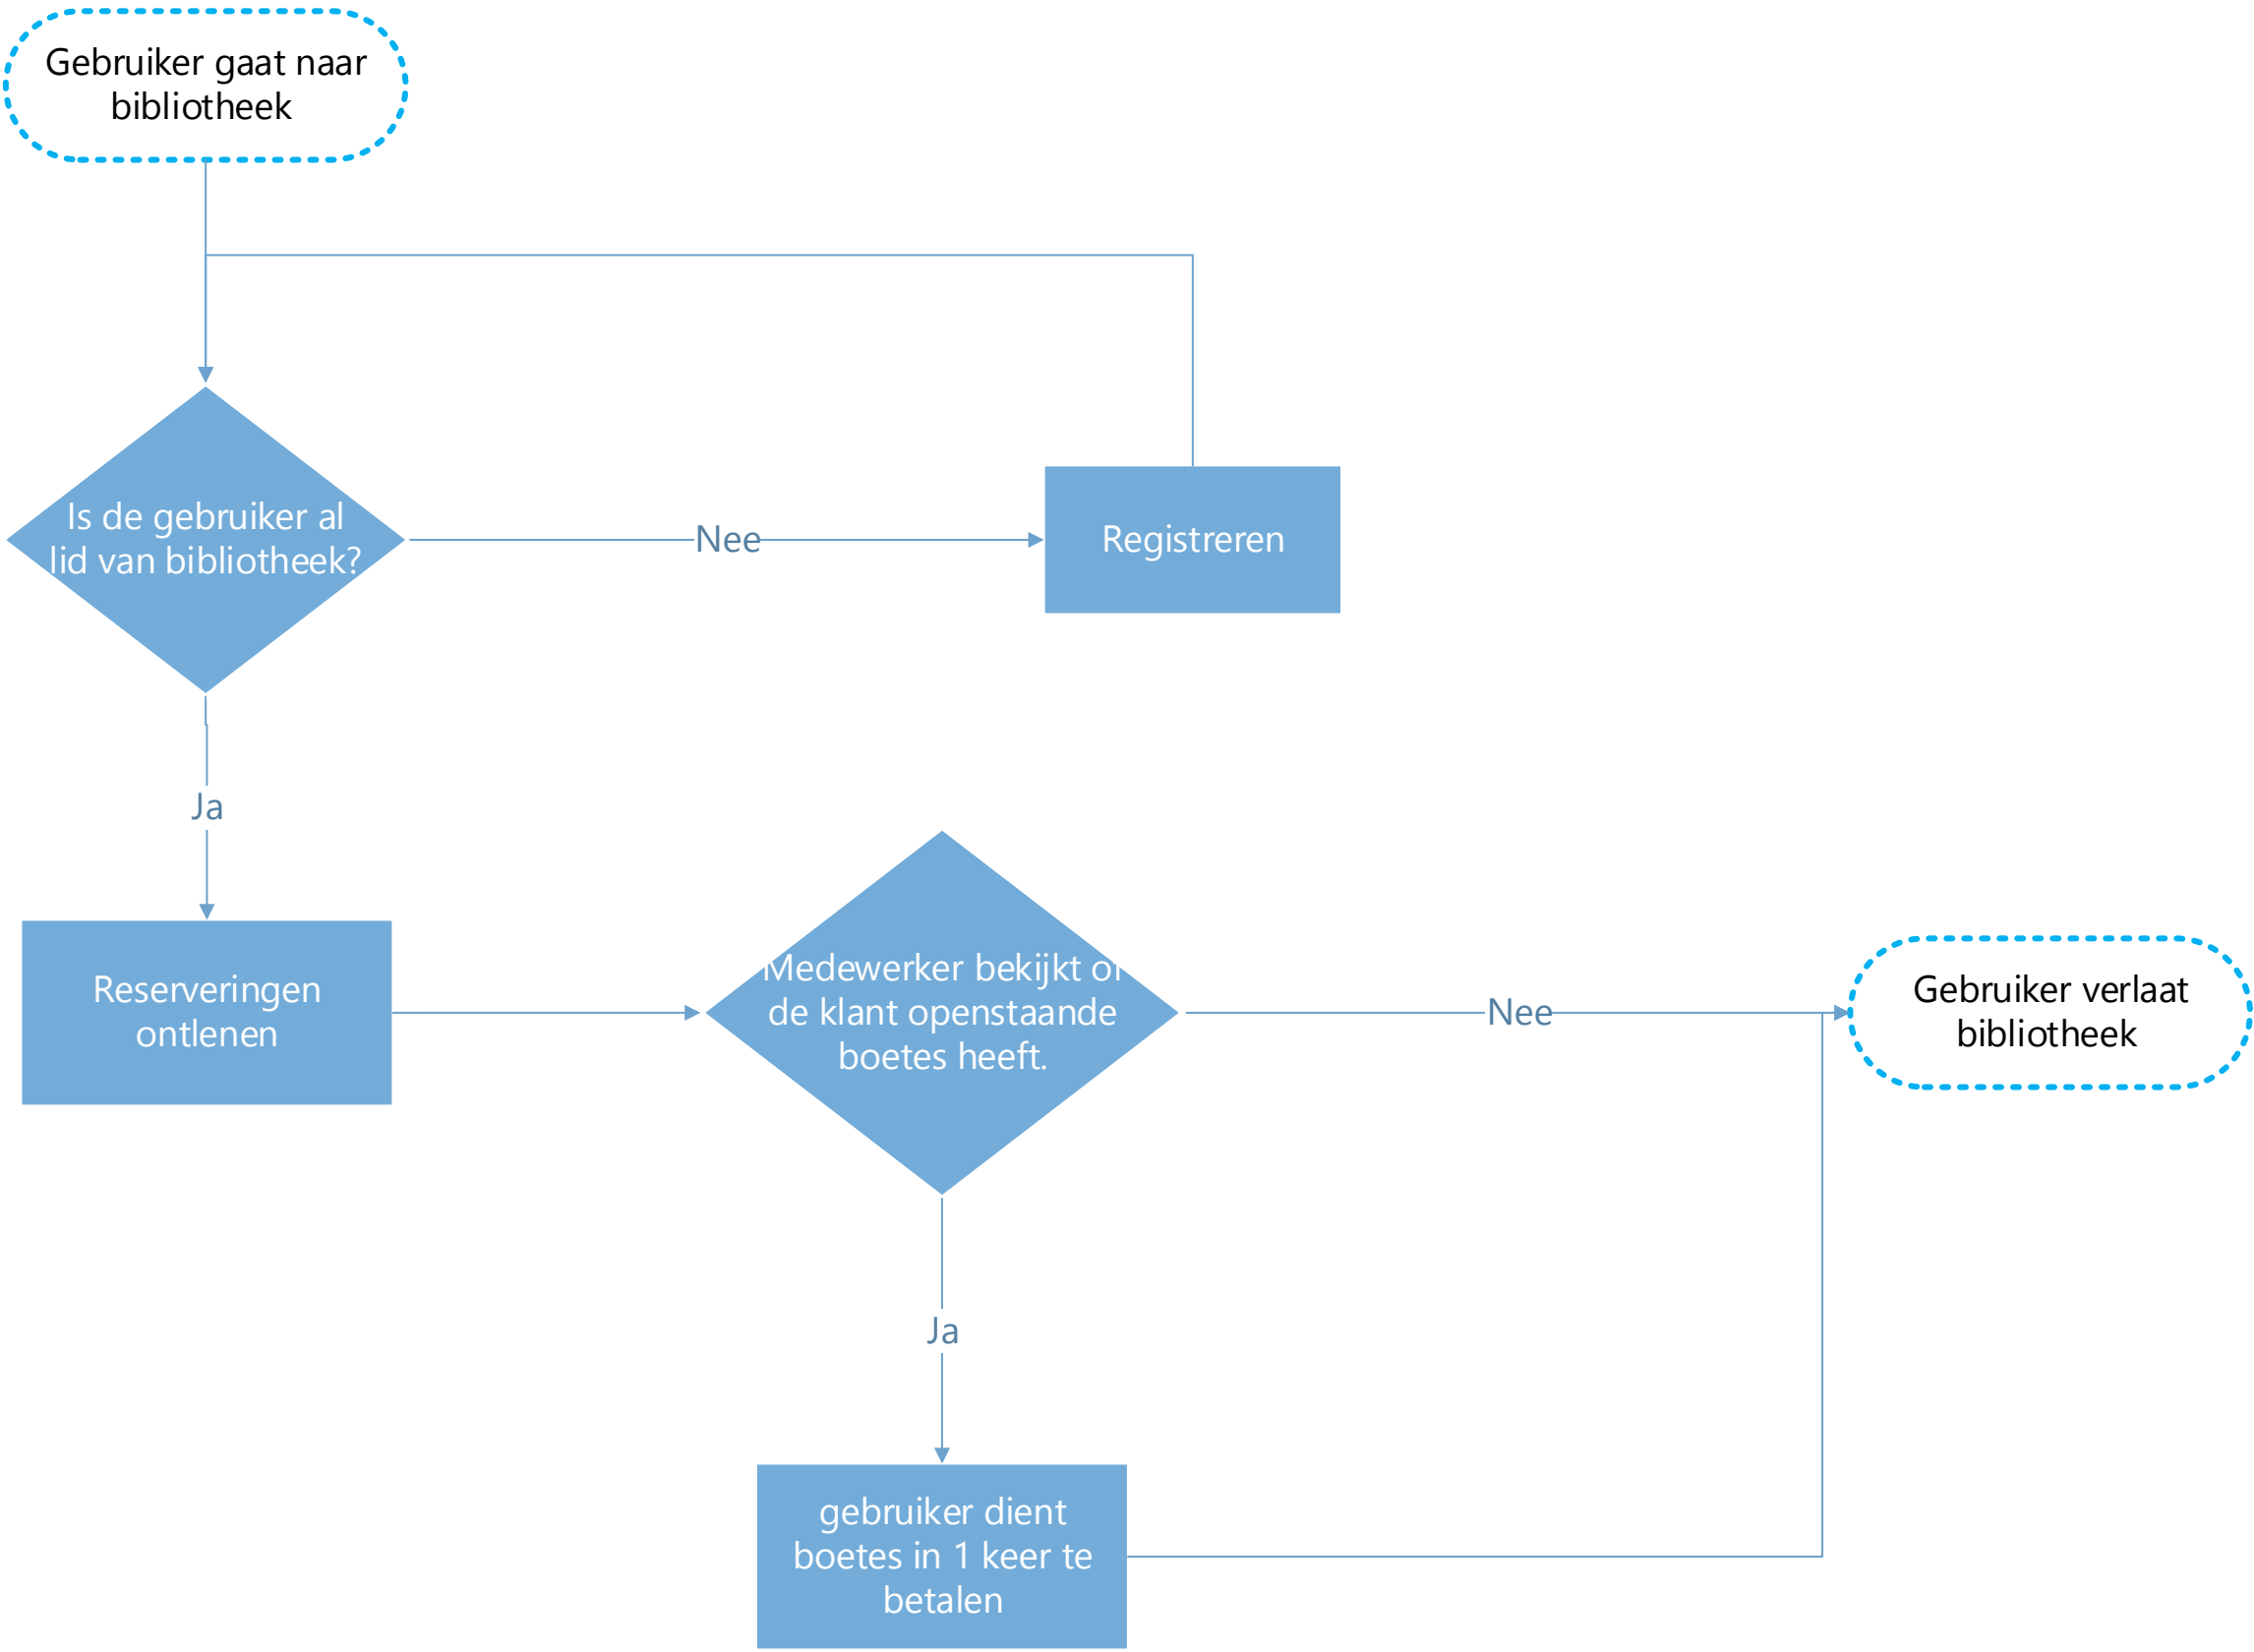 Gebruiker gaat naar
bibliotheek
Is de gebruiker al
lid van bibliotheek?
Nee
Registreren
Ja
Reserveringen
ontlenen
Medewerker bekijkt of
de klant openstaande
boetes heeft.
Nee
Gebruiker verlaat
bibliotheek
Ja
gebruiker dient
boetes in 1 keer te
betalen